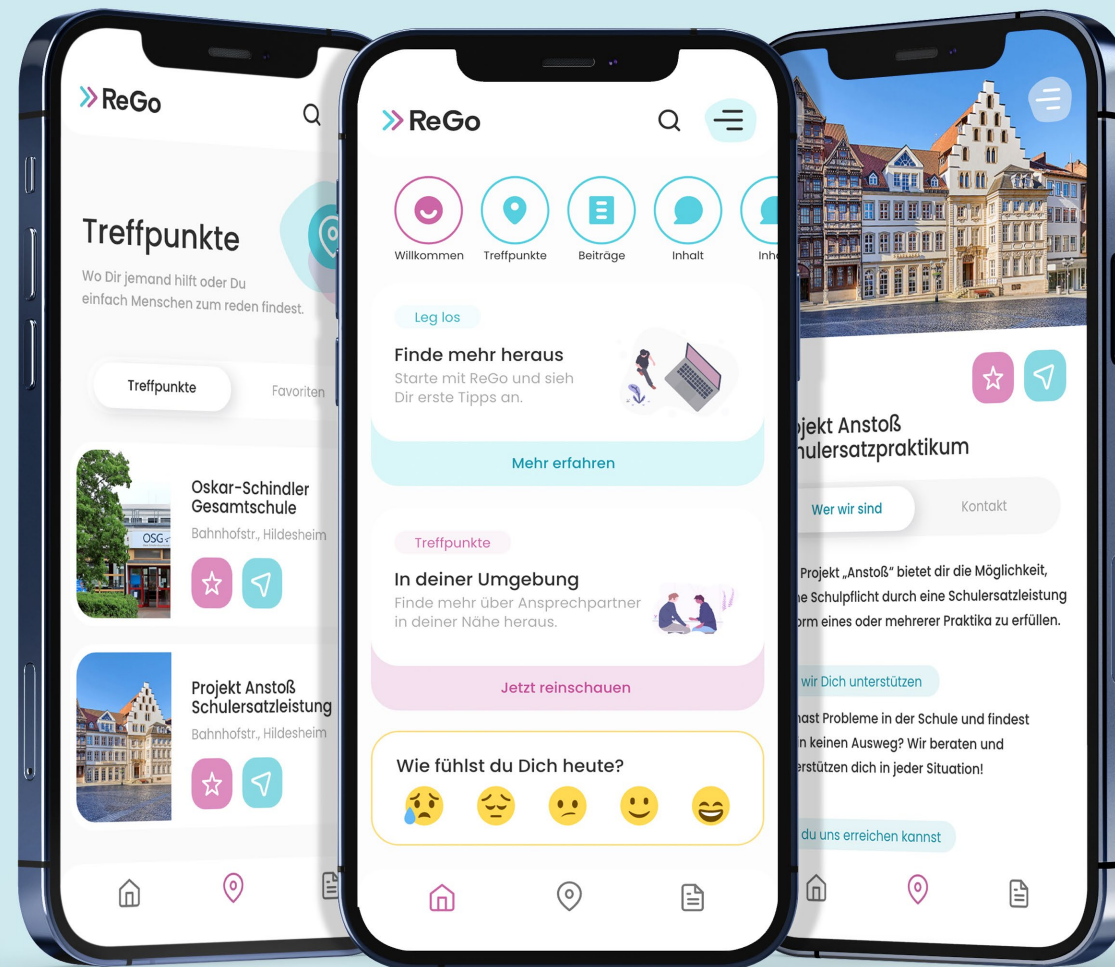 ReGo
Treffpunkte
Wo Dir jemand hilft oder Du
einfach Menschen zum reden findest.
Treffpunkte
Favoriten
OSG
Oskar-Schindler
Gesamtschule
Bahnhofstr., Hildesheim
Projekt Anstoß
Schulersatzleistung
Bahnhofstr., Hildesheim
ReGo
Willkommen
Treffpunkte
Beiträge
Inhalt
Inh
Leg los
Finde mehr heraus
Starte mit ReGo und sieh
Dir erste Tipps an.
Mehr erfahren
Treffpunkte
In deiner Umgebung
Finde mehr über Ansprechpartner
in deiner Nähe heraus.
Jetzt reinschauen
Wie fühlst du Dich heute?
jekt Anstoß
ulersatzpraktikum
Wer wir sind
Kontakt
Projekt „Anstoß" bietet dir die Möglichkeit,
e Schulpflicht durch eine Schulersatzleistung
orm eines oder mehrerer Praktika zu erfüllen.
wir Dich unterstützen
ast Probleme in der Schule und findest
n keinen Ausweg? Wir beraten und
erstützen dich in jeder Situation!
du uns erreichen kannst